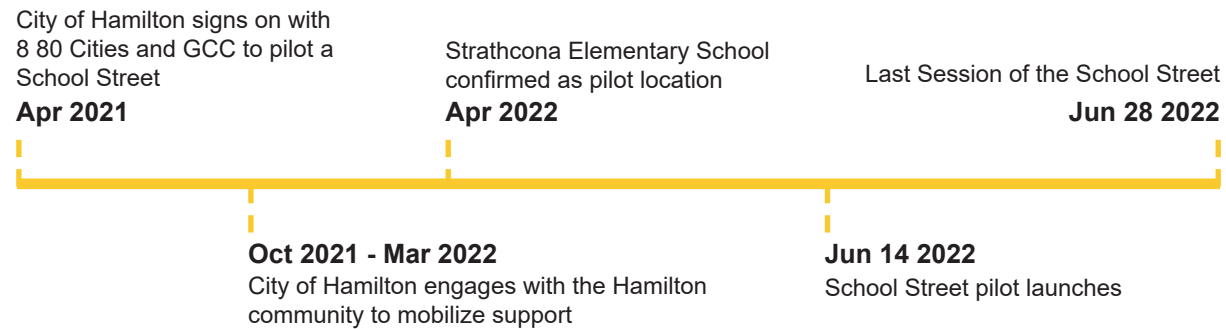 City of Hamilton signs on with
8 80 Cities and GCC to pilot a
School Street
Apr 2021
Strathcona Elementary School
confirmed as pilot location
Apr 2022
Last Session of the School Street
Jun 28 2022
Oct 2021 - Mar 2022
City of Hamilton engages with the Hamilton
community to mobilize support
Jun 14 2022
School Street pilot launches